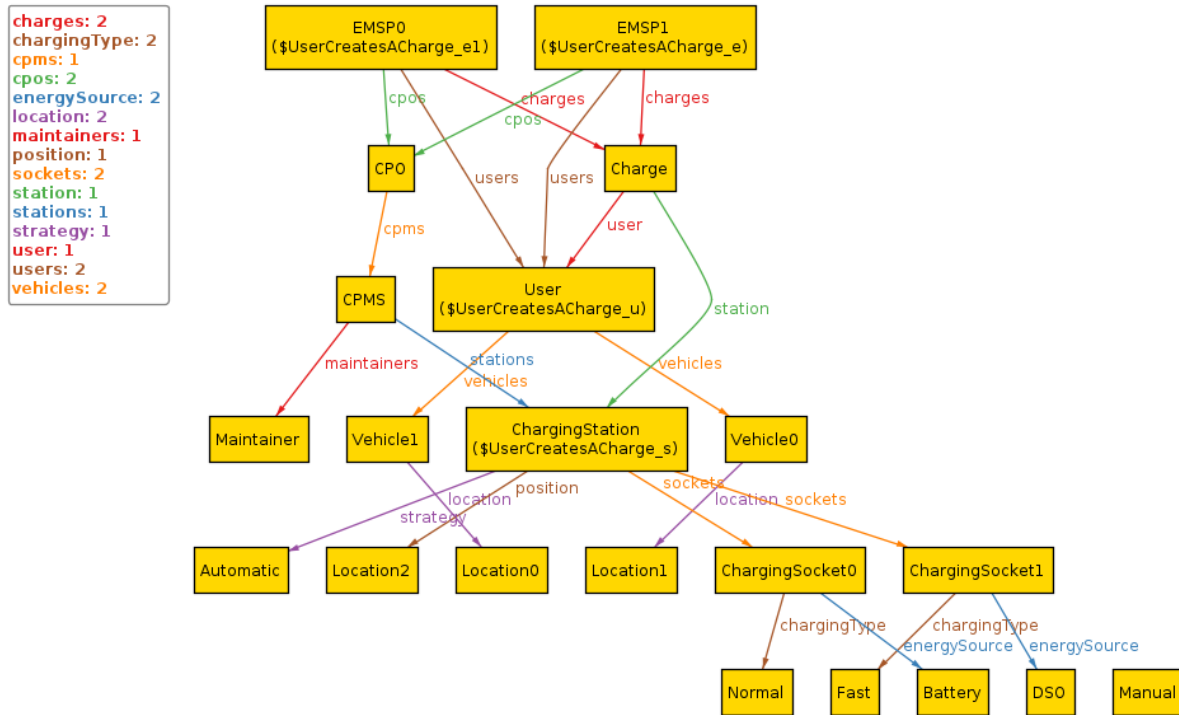 charges: 2
chargingType: 2
cpms: 1
cpos: 2
energySource: 2
location: 2
maintainers: 1
position: 1
sockets: 2
station: 1
stations: 1
strategy: 1
user: 1
users: 2
vehicles: 2
EMSP0
($UserCreatesACharge_e1)
EMSP1
($UserCreatesACharge_e)
cpos
charges
charges
cpos
CPO
Charge
users
users
user
cpms
CPMS
User
($UserCreatesACharge_u)
station
maintainers
stations
vehicles
vehicles
Maintainer
Vehicle1
ChargingStation
($UserCreatesACharge_s)
Vehicle0
strategy
location
position
sockets
location
sockets
Automatic
Location2
Location0
Location1
ChargingSocket0
ChargingSocket1
chargingType
energySource
chargingType
energySource
Normal
Fast
Battery
DSO
Manual